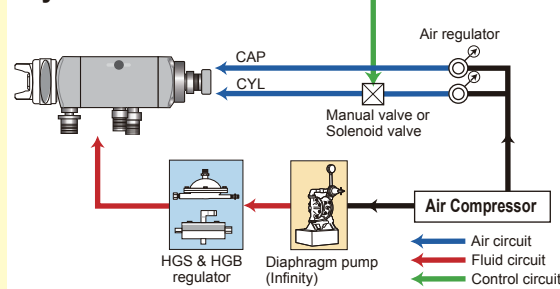 Air regulator
CAP
CYL
Manual valve or
Solenoid valve
Air Compressor
HGS & HGB
regulator
Diaphragm pump
(Infinity)
Air circuit
Fluid circuit
Control circuit